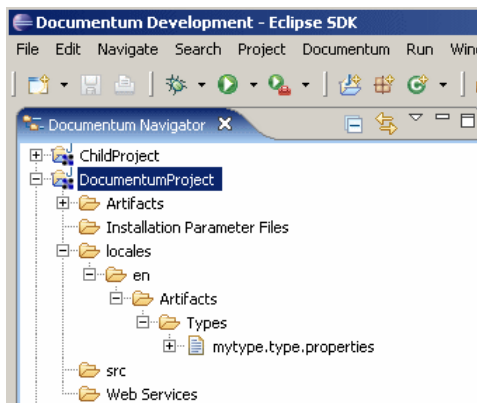 Documentum Development - Eclipse SDK
File Edit Navigate Search Project Documentum Run
Documentum Navigator
ChildProject
DocumentumProject
Artifacts
Installation Parameter Files
locales
en
Artifacts
Types
mytype.type.properties
src
Web Services